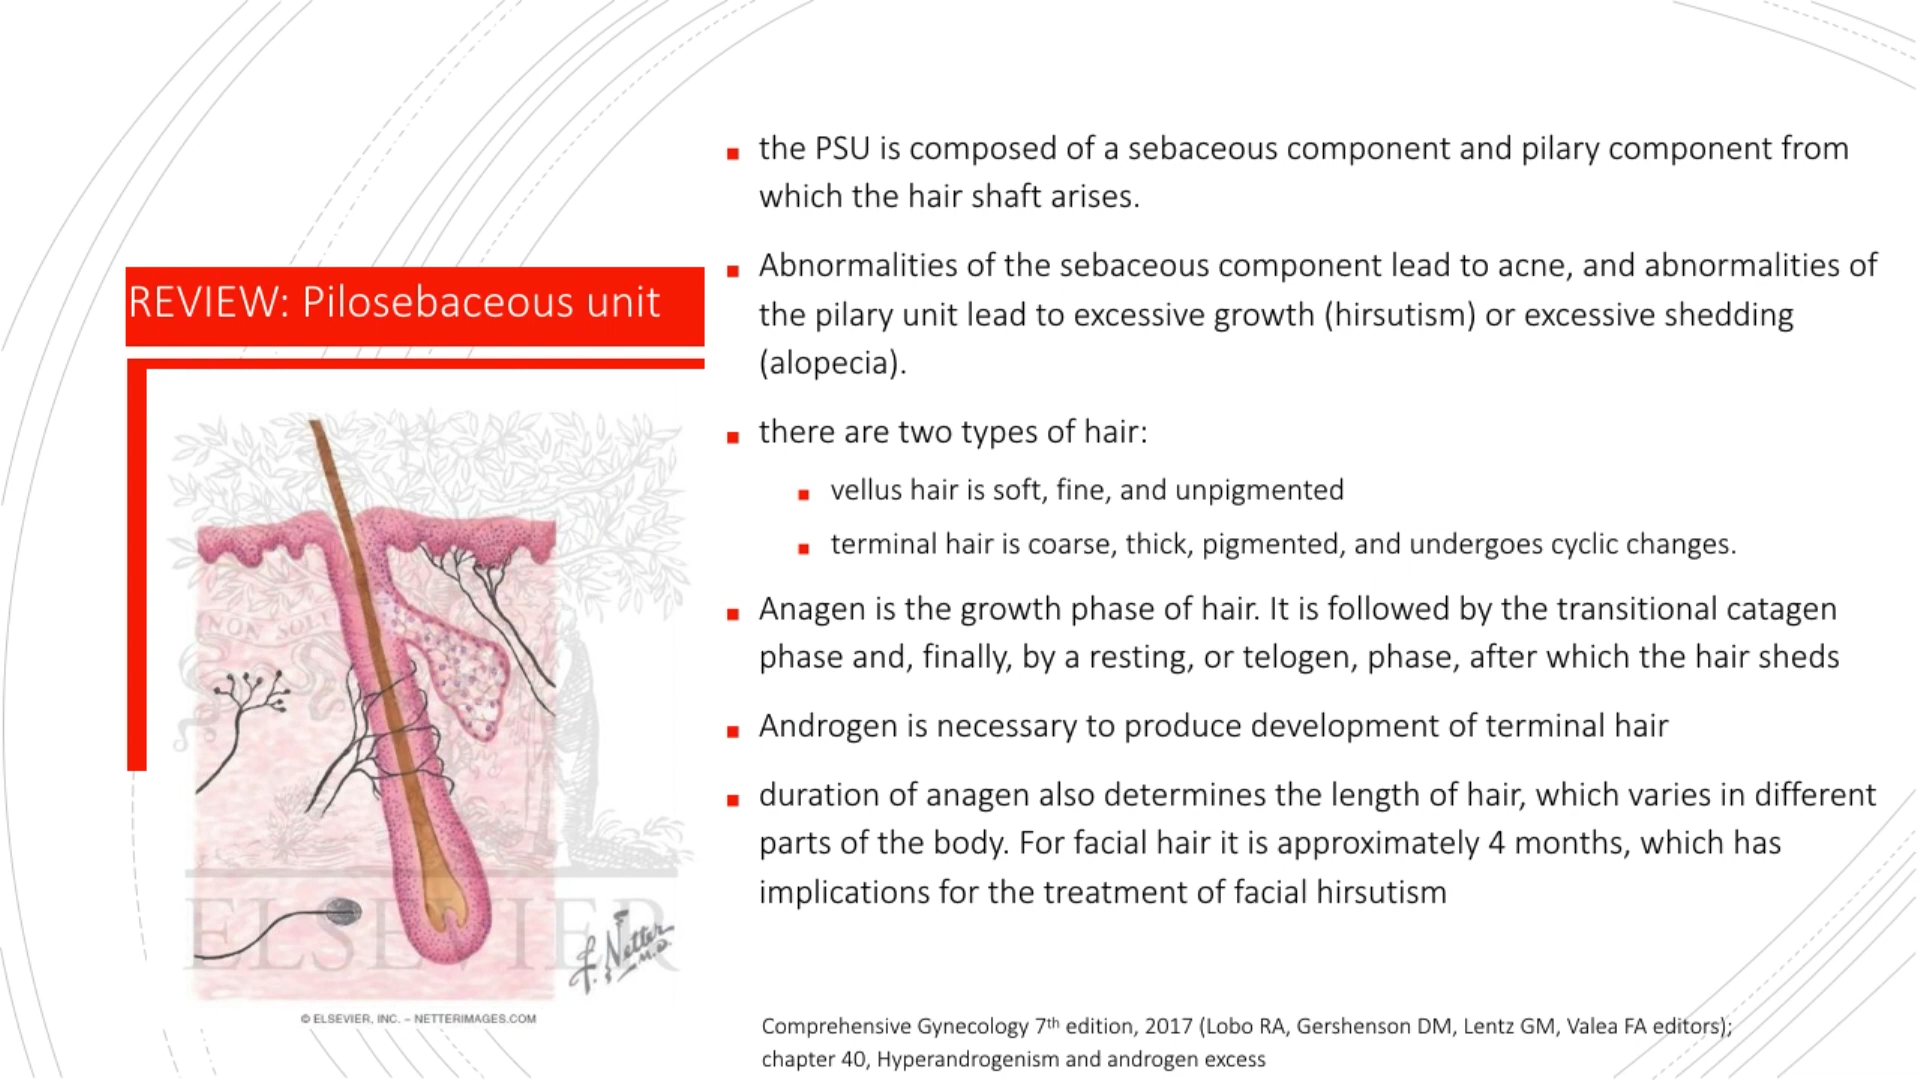 REVIEW: Pilosebaceous unit
NON SOL
ELSEVIER
F. Netter
M.D.
© ELSEVIER, INC. – NETTERIMAGES.COM
the PSU is composed of a sebaceous component and pilary component from
which the hair shaft arises.
Abnormalities of the sebaceous component lead to acne, and abnormalities of
the pilary unit lead to excessive growth (hirsutism) or excessive shedding
(alopecia).
there are two types of hair:
vellus hair is soft, fine, and unpigmented
terminal hair is coarse, thick, pigmented, and undergoes cyclic changes.
Anagen is the growth phase of hair. It is followed by the transitional catagen
phase and, finally, by a resting, or telogen, phase, after which the hair sheds
Androgen is necessary to produce development of terminal hair
duration of anagen also determines the length of hair, which varies in different
parts of the body. For facial hair it is approximately 4 months, which has
implications for the treatment of facial hirsutism
Comprehensive Gynecology 7th edition, 2017 (Lobo RA, Gershenson DM, Lentz GM, Valea FA editors);
chapter 40, Hyperandrogenism and androgen excess